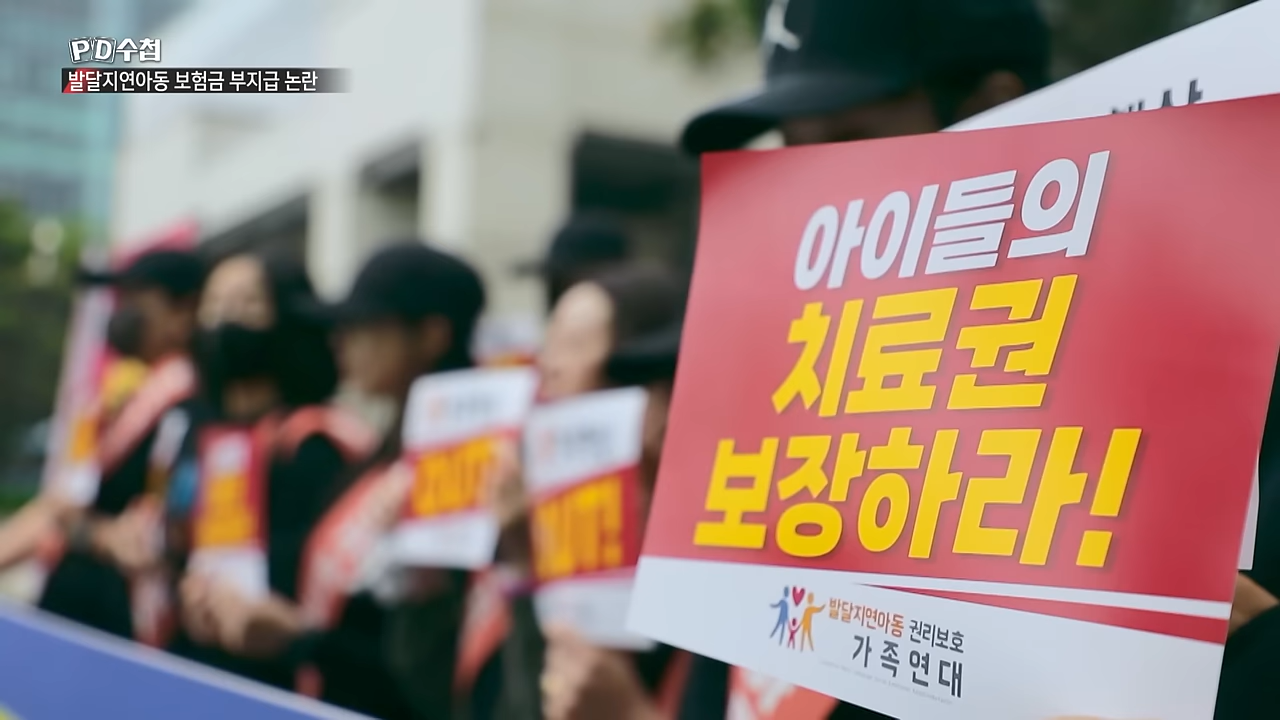 PD수첩
발달지연아동 보험금 부지급 논란
아이들의
치료권
보장하라!
발달지연아동 권리보호
가족연대